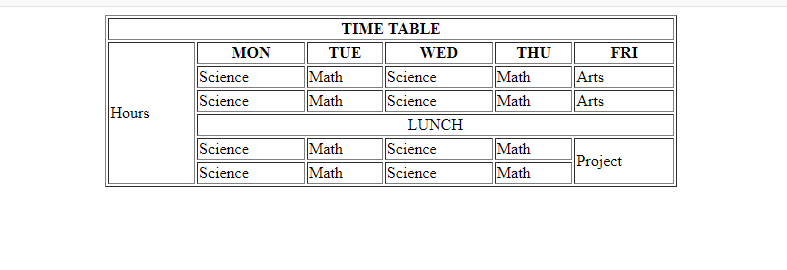 TIME TABLE
MON TUE WED THU FRI
Science Math Science Math Arts
Science Math Science Math Arts
Hours
LUNCH
Science Math Science Math
Project
Science Math Science Math